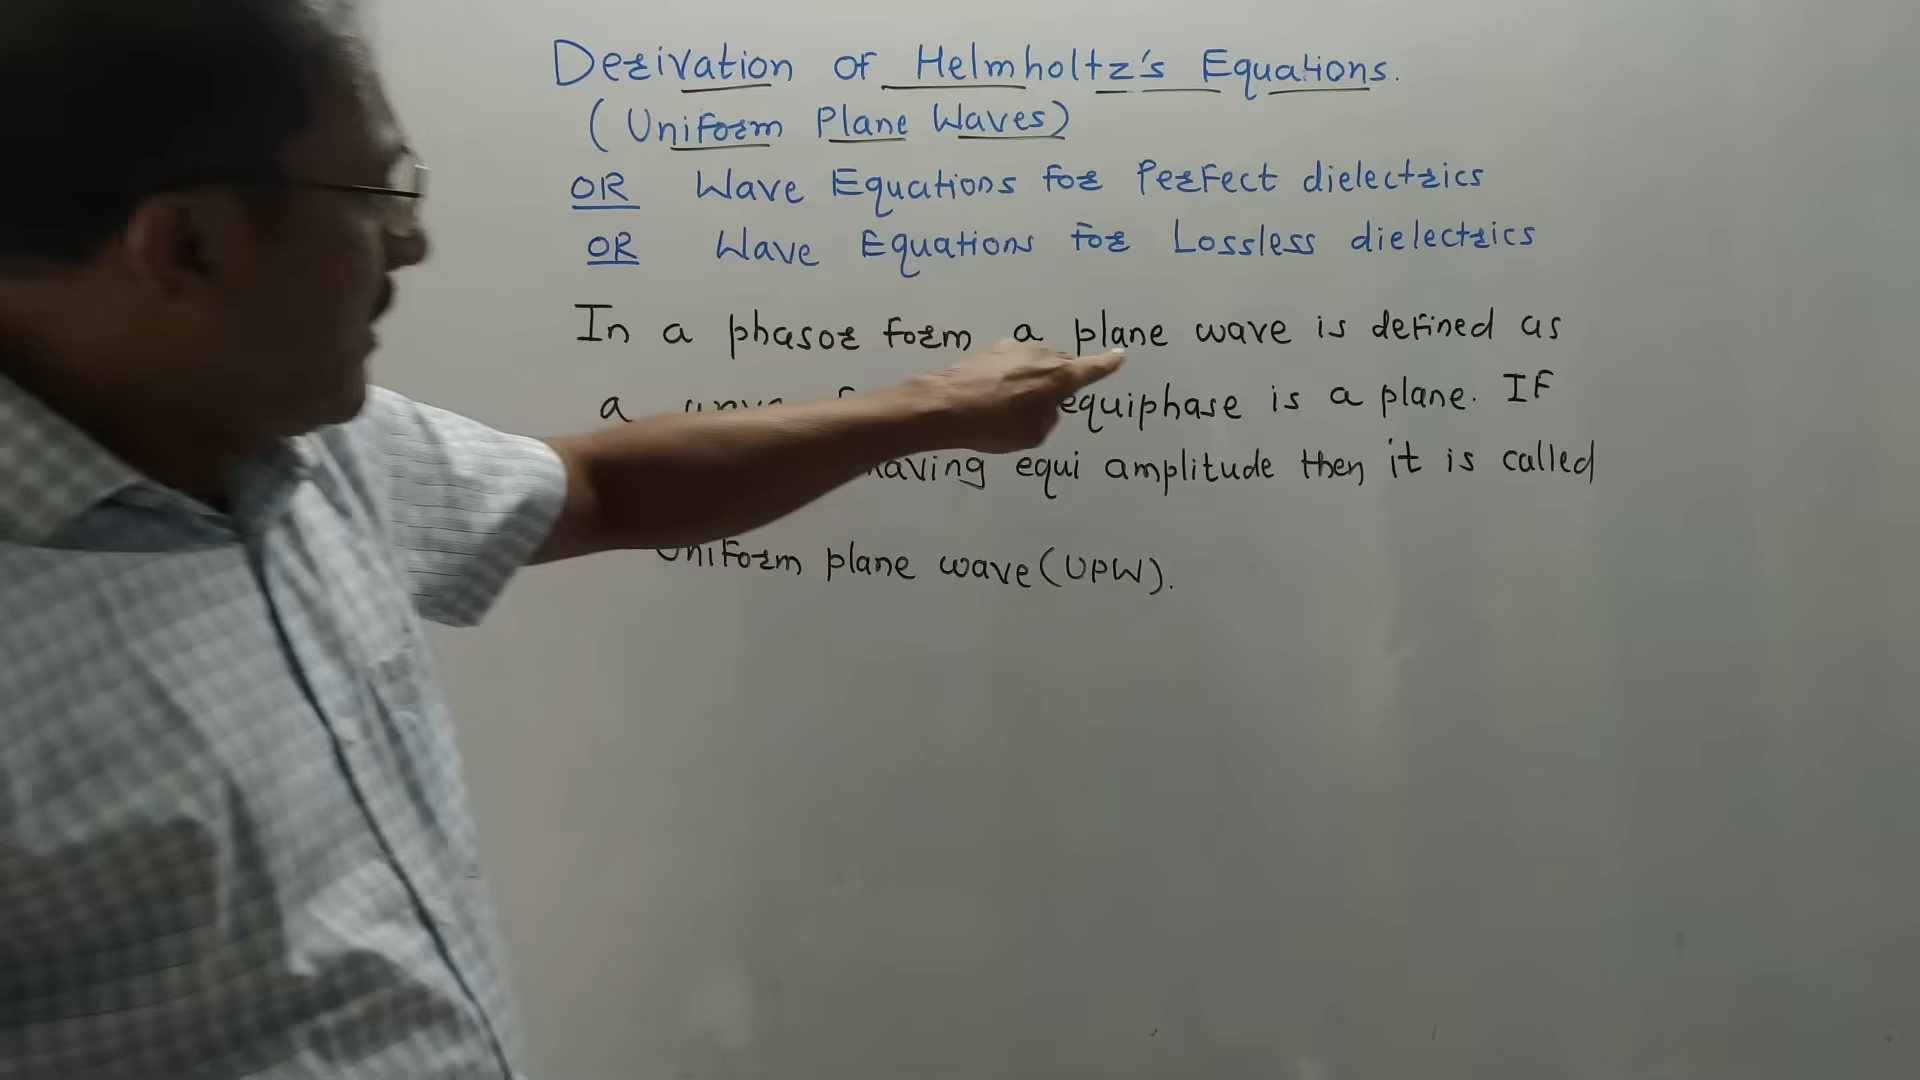 Derivation of Helmholtz's Equations.
(Uniform Plane Waves)
OR Wave Equations for Perfect dielectrics
OR Wave Equations for Lossless dielectrics
In a phasor form a plane wave is defined as
a equiphase is a plane. IF
having equi amplitude then it is called
Uniform plane wave (UPW).